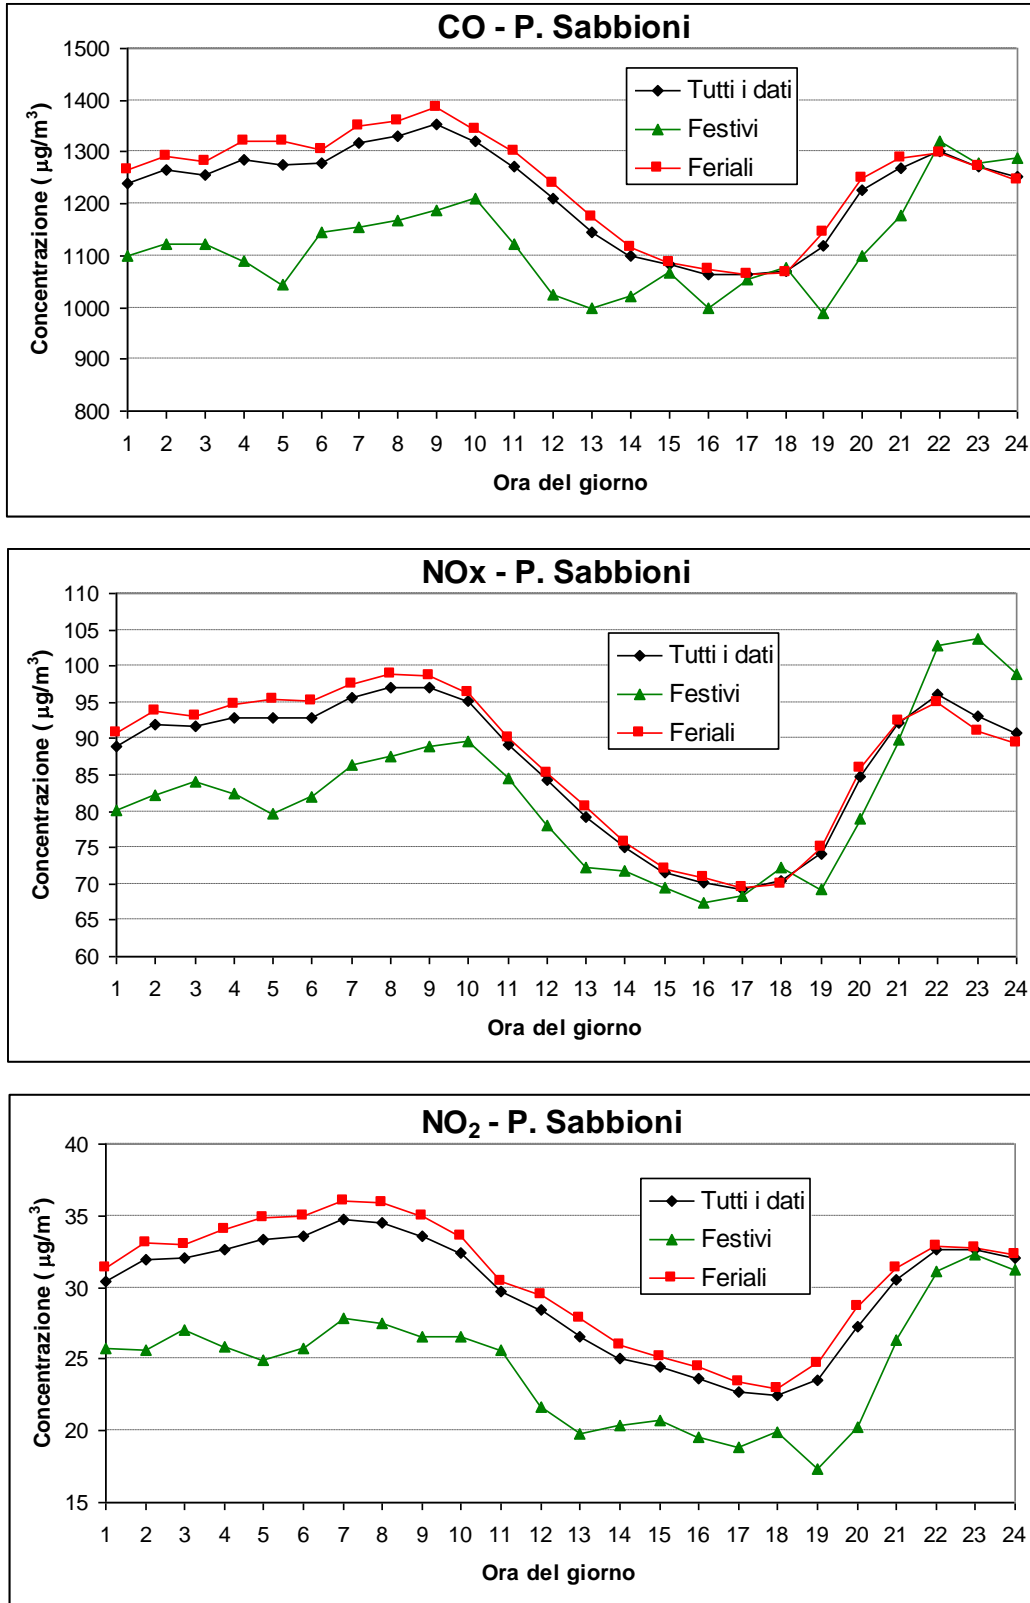 CO - P. Sabbioni
1500
1400
1300
1200
1100
1000
900
800
Concentrazione ( µg/m³)
Tutti i dati
Festivi
Feriali
1 2 3 4 5 6 7 8 9 10 11 12 13 14 15 16 17 18 19 20 21 22 23 24
Ora del giorno
NOx - P. Sabbioni
110
105
100
95
90
85
80
75
70
65
60
Concentrazione ( µg/m³)
Tutti i dati
Festivi
Feriali
1 2 3 4 5 6 7 8 9 10 11 12 13 14 15 16 17 18 19 20 21 22 23 24
Ora del giorno
NO₂ - P. Sabbioni
40
35
30
25
20
15
Concentrazione ( µg/m³)
Tutti i dati
Festivi
Feriali
1 2 3 4 5 6 7 8 9 10 11 12 13 14 15 16 17 18 19 20 21 22 23 24
Ora del giorno